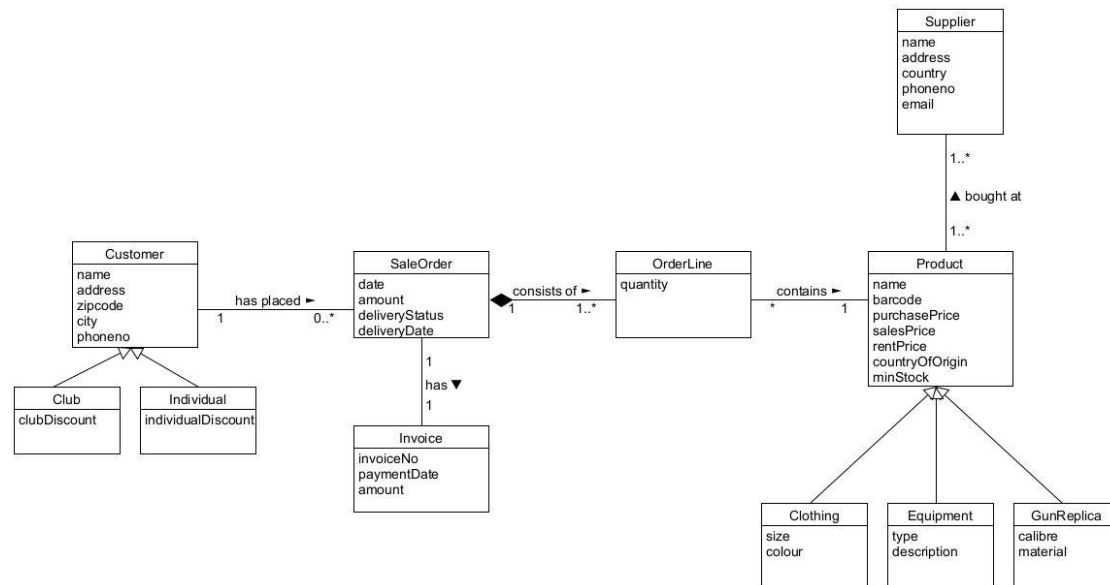 Supplier
name
address
country
phoneno
email
1..*
▲ bought at
1..*
Customer
name
address
zipcode
city
phoneno
has placed ►
1
0..*
SaleOrder
date
amount
deliveryStatus
deliveryDate
consists of ►
1
1..*
OrderLine
quantity
contains ►
*
1
Product
name
barcode
purchasePrice
salesPrice
rentPrice
countryOfOrigin
minStock
Club
clubDiscount
Individual
individualDiscount
1
has ▼
1
Invoice
invoiceNo
paymentDate
amount
Clothing
size
colour
Equipment
type
description
GunReplica
calibre
material